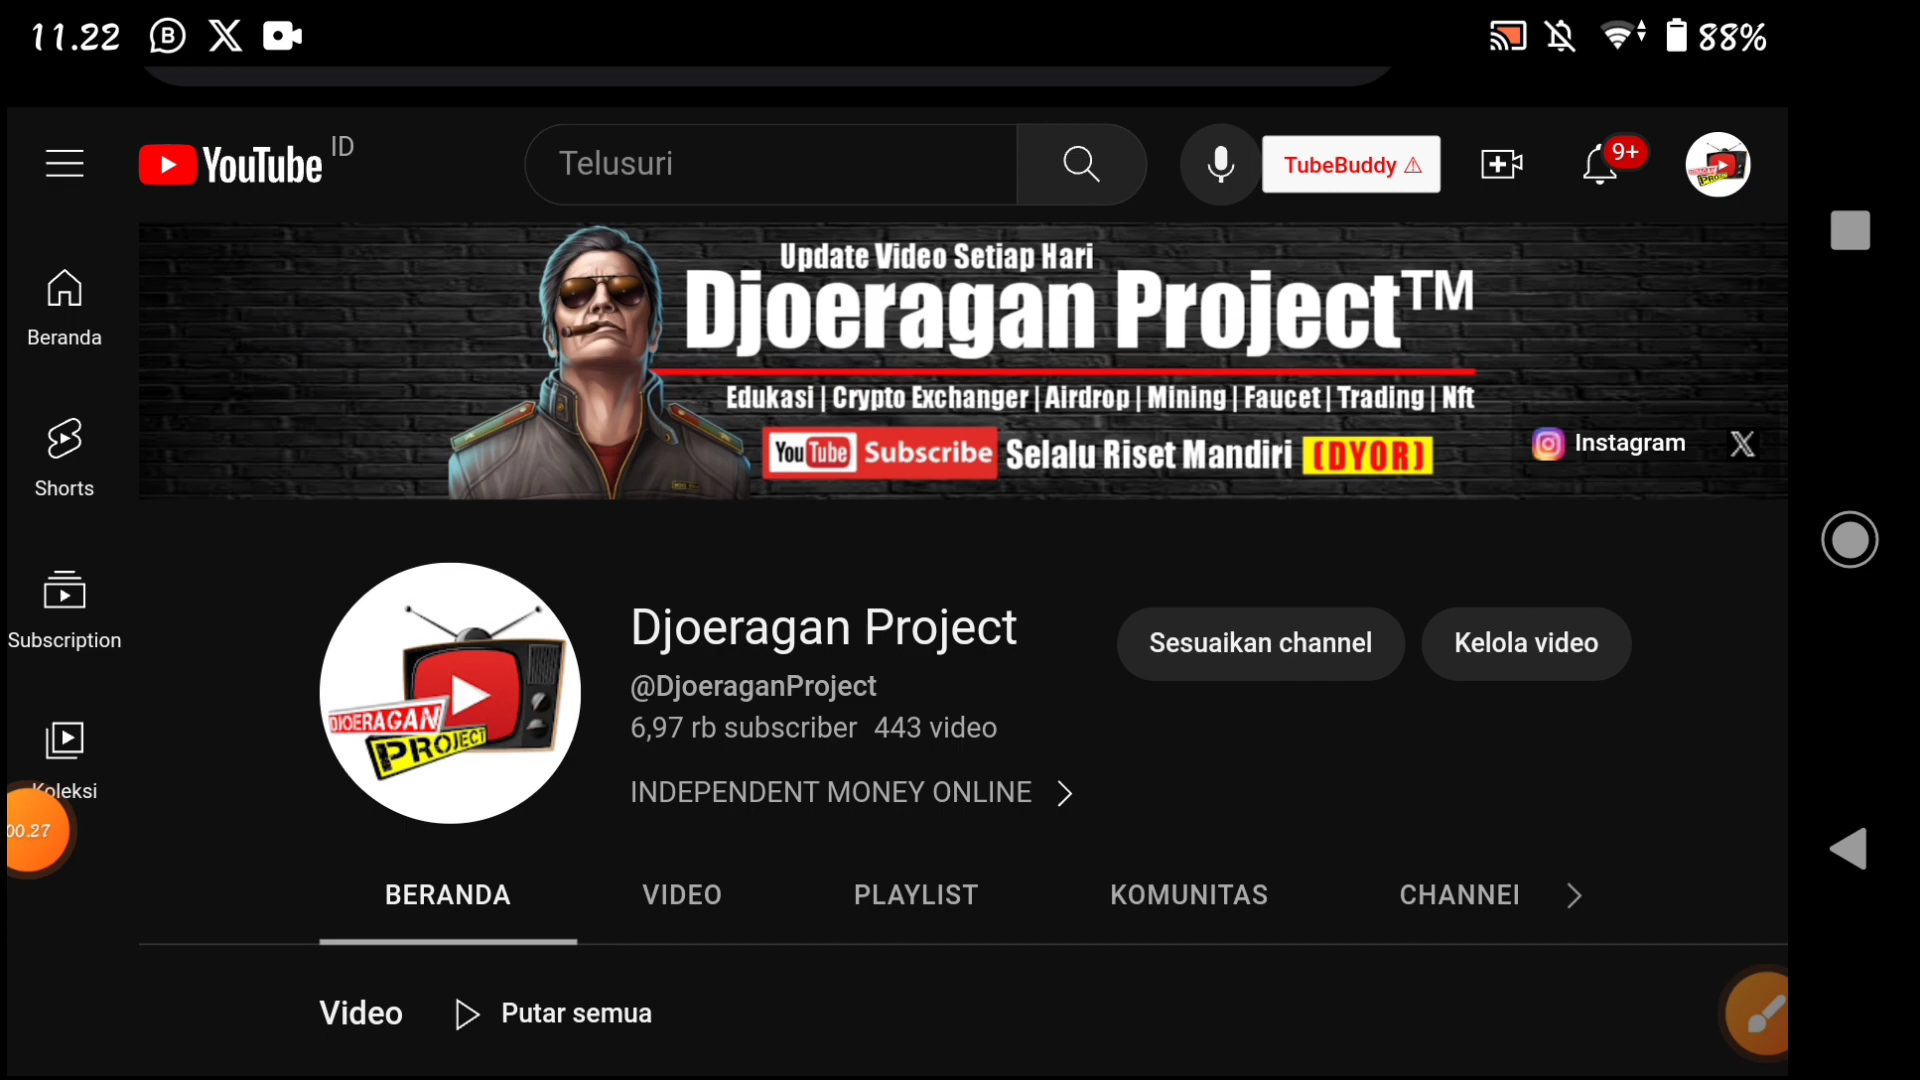 11.22
88%
YouTube ID
Telusuri
TubeBuddy ⚠
9+
Update Video Setiap Hari
Djoeragan Project™
Edukasi | Crypto Exchanger | Airdrop | Mining | Faucet | Trading | Nft
YouTube Subscribe Selalu Riset Mandiri (DYOR)
Instagram
Beranda
Shorts
Subscription
Koleksi
00.27
DJOERAGAN
PROJECT
Djoeragan Project
@DjoeraganProject
6,97 rb subscriber 443 video
INDEPENDENT MONEY ONLINE
Sesuaikan channel
Kelola video
BERANDA VIDEO PLAYLIST KOMUNITAS CHANNEl
Video Putar semua